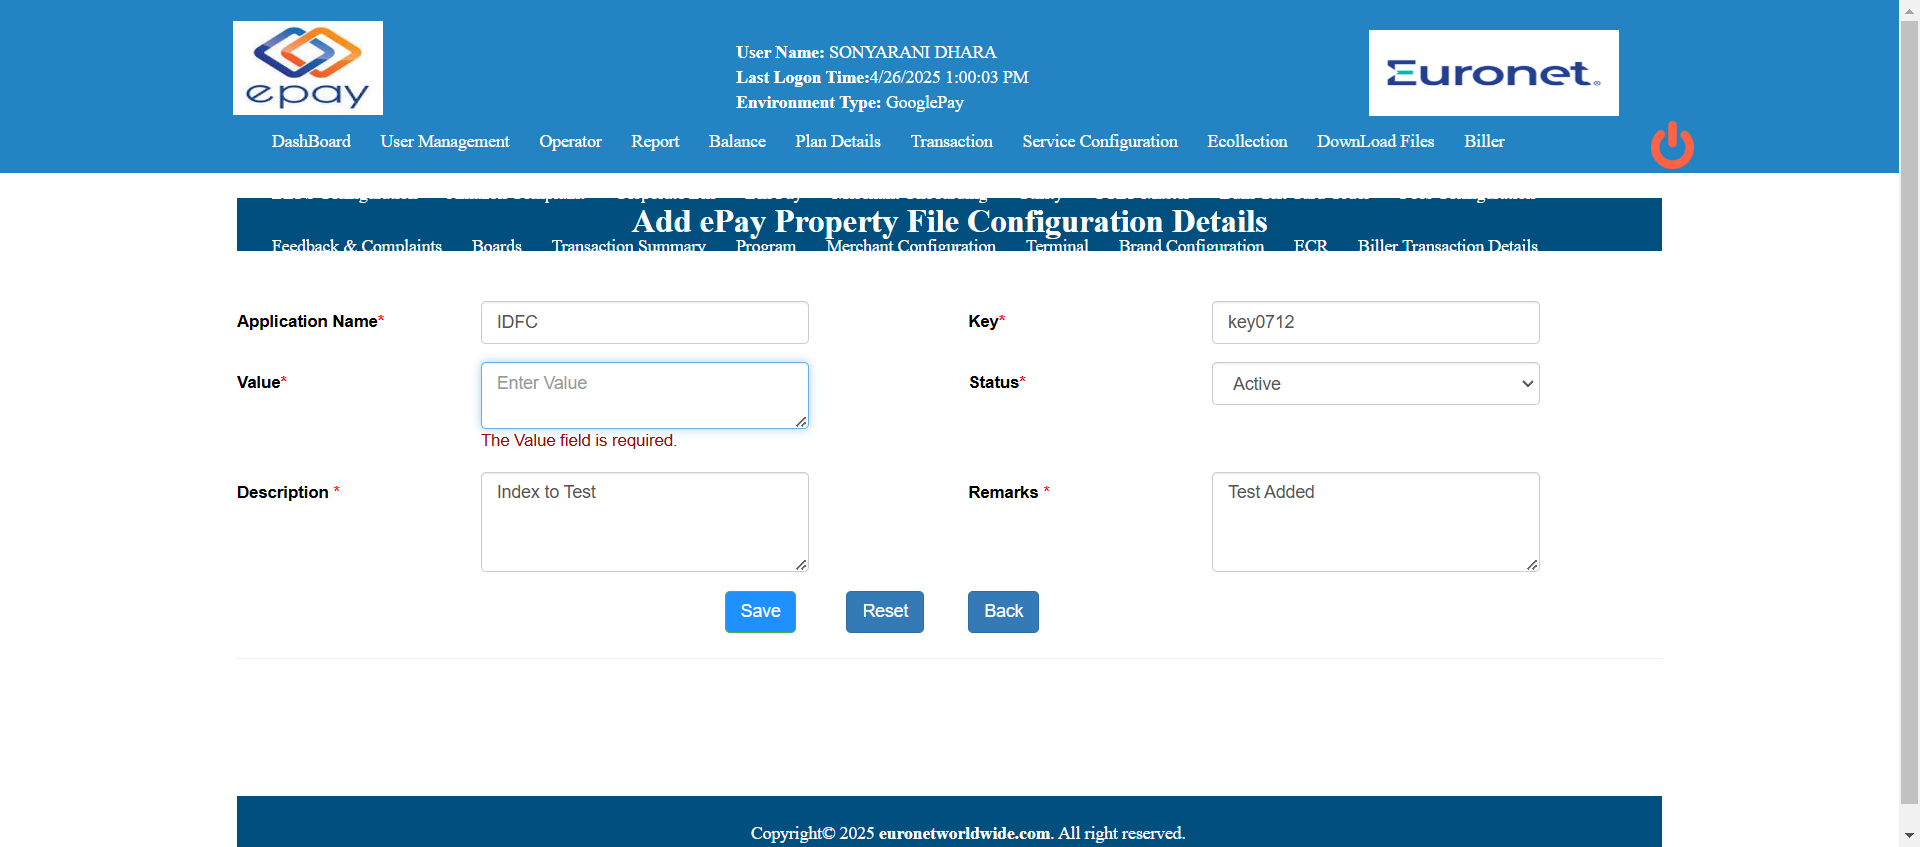 epay
User Name: SONYARANI DHARA
Last Logon Time:4/26/2025 1:00:03 PM
Environment Type: GooglePay
Euronet
DashBoard User Management Operator Report Balance Plan Details Transaction Service Configuration Ecollection DownLoad Files Biller
Add ePay Property File Configuration Details
Feedback & Complaints Boards Transaction Summary Program Merchant Configuration Terminal Brand Configuration ECR Biller Transaction Details
Application Name* IDFC Key* key0712
Value* Enter Value Status* Active
The Value field is required.
Description * Index to Test Remarks * Test Added
Save Reset Back
Copyright© 2025 euronetworldwide.com. All right reserved.